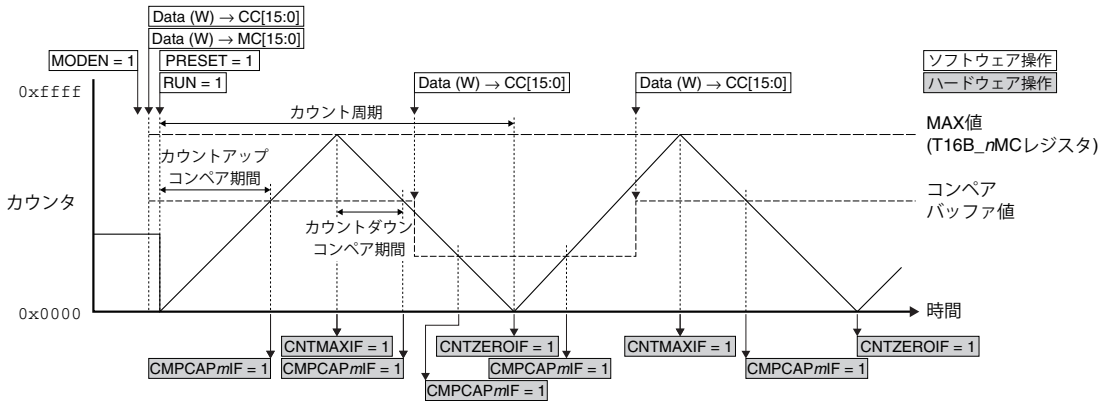 Data (W) → CC[15:0]
Data (W) → MC[15:0]
MODEN = 1
PRESET = 1
RUN = 1
Data (W) → CC[15:0]
Data (W) → CC[15:0]
ソフトウェア操作
ハードウェア操作
0xffff
カウント周期
MAX値
(T16B_nMCレジスタ)
カウントアップ
コンペア期間
カウンタ
コンペア
バッファ値
カウントダウン
コンペア期間
0x0000
時間
CNTMAXIF = 1
CNTZEROIF = 1
CNTMAXIF = 1
CNTZEROIF = 1
CMPCAPmIF = 1
CMPCAPmIF = 1
CMPCAPmIF = 1
CMPCAPmIF = 1
CMPCAPmIF = 1